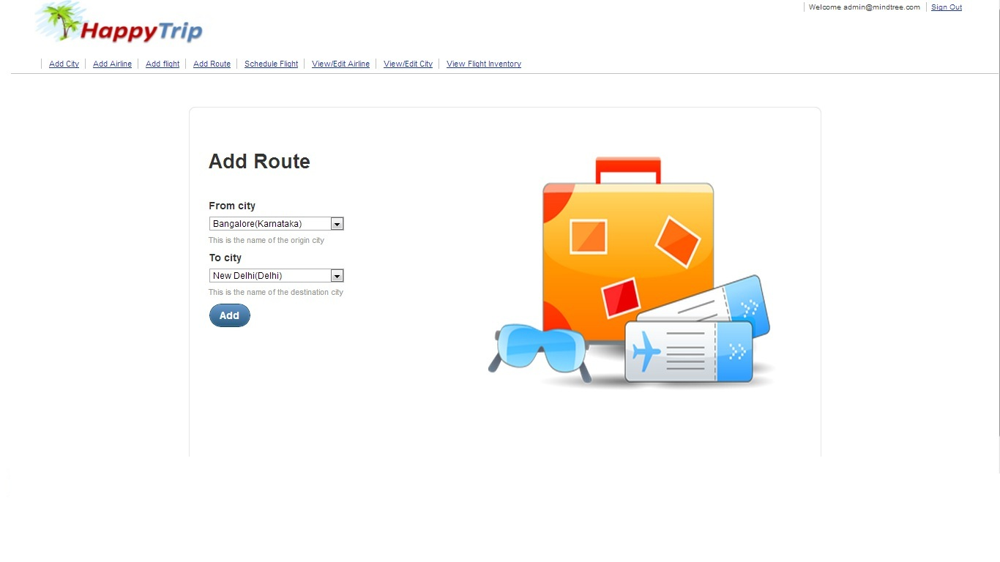 HappyTrip
Welcome admin@mindtree.com Sign Out
Add City Add Airline Add flight Add Route Schedule Flight View/Edit Airline View/Edit City View Flight Inventory
Add Route
From city
Bangalore(Karnataka)
This is the name of the origin city
To city
New Delhi(Delhi)
This is the name of the destination city
Add